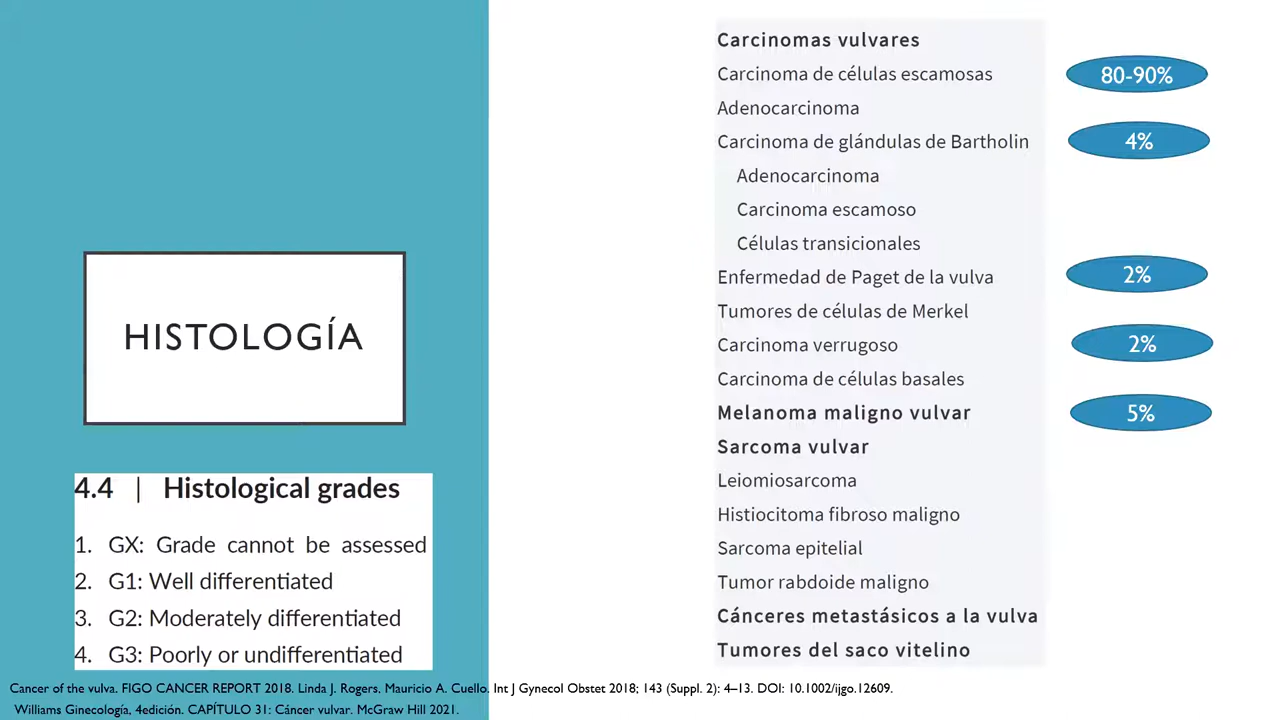 HISTOLOGÍA
4.4 | Histological grades
1. GX: Grade cannot be assessed
2. G1: Well differentiated
3. G2: Moderately differentiated
4. G3: Poorly or undifferentiated
Carcinomas vulvares
Carcinoma de células escamosas 80-90%
Adenocarcinoma
Carcinoma de glándulas de Bartholin 4%
Adenocarcinoma
Carcinoma escamoso
Células transicionales
Enfermedad de Paget de la vulva 2%
Tumores de células de Merkel
Carcinoma verrugoso 2%
Carcinoma de células basales
Melanoma maligno vulvar 5%
Sarcoma vulvar
Leiomiosarcoma
Histiocitoma fibroso maligno
Sarcoma epitelial
Tumor rabdoide maligno
Cánceres metastásicos a la vulva
Tumores del saco vitelino
Cancer of the vulva. FIGO CANCER REPORT 2018. Linda J. Rogers. Mauricio A. Cuello. Int J Gynecol Obstet 2018; 143 (Suppl. 2): 4–13. DOI: 10.1002/ijgo.12609.
Williams Ginecología, 4edición. CAPÍTULO 31: Cáncer vulvar. McGraw Hill 2021.